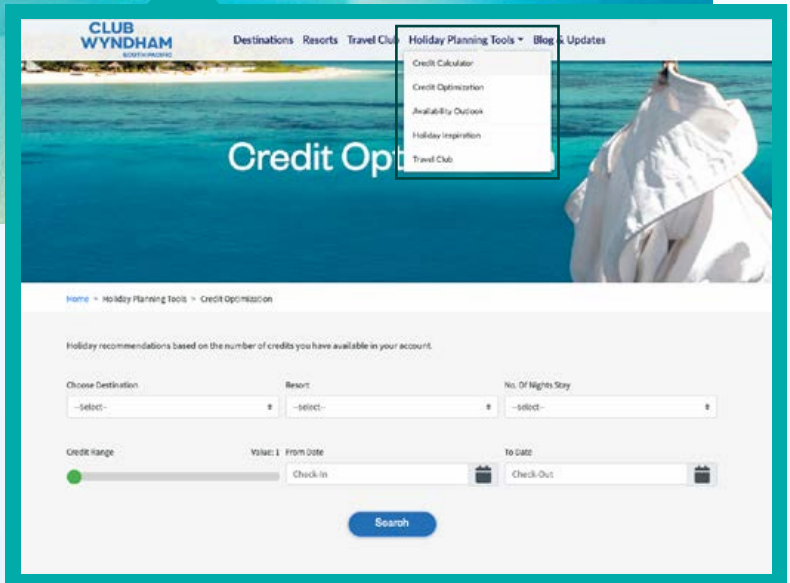 CLUB
WYNDHAM
SOUTH PACIFIC
Destinations Resorts Travel Club Holiday Planning Tools Blog & Updates
Credit Calculator
Credit Optimization
Availability Outlook
Holiday Inspiration
Travel Club
Credit Opt
Home > Holiday Planning Tools > Credit Optimization
Holiday recommendations based on the number of credits you have available in your account.
Choose Destination Resort No. Of Nights Stay
--select-- --select-- --select--
Credit Range Value: 1 From Date To Date
Check-In Check-Out
Search